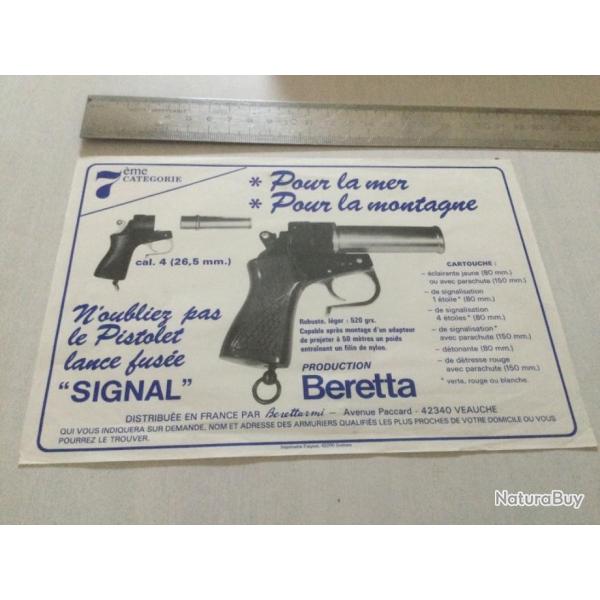 7ème CATEGORIE
* Pour la mer
* Pour la montagne
cal. 4 (26,5 mm.)
N'oubliez pas
le Pistolet
lance fusée
“SIGNAL”
Robuste, léger : 520 grx.
Capable après montage d'un adapteur
de projeter à 50 mètres un poids
entraînant un filin de nylon.
PRODUCTION
Beretta
CARTOUCHE :
– éclairante jaune (80 mm.)
ou avec parachute (150 mm.)
– de signalisation
1 étoile* (80 mm.)
– de signalisation
4 étoiles* (80 mm.)
– de signalisation*
avec parachute (150 mm.)
– détonante (80 mm.)
– de détresse rouge
avec parachute (150 mm.)
* verte, rouge ou blanche.
DISTRIBUÉE EN FRANCE PAR Berettarmi – Avenue Paccard - 42340 VEAUCHE
QUI VOUS INDIQUERA SUR DEMANDE, NOM ET ADRESSE DES ARMURIERS QUALIFIÉS LES PLUS PROCHES DE VOTRE DOMICILE OU VOUS
POURREZ LE TROUVER.
NaturaBuy